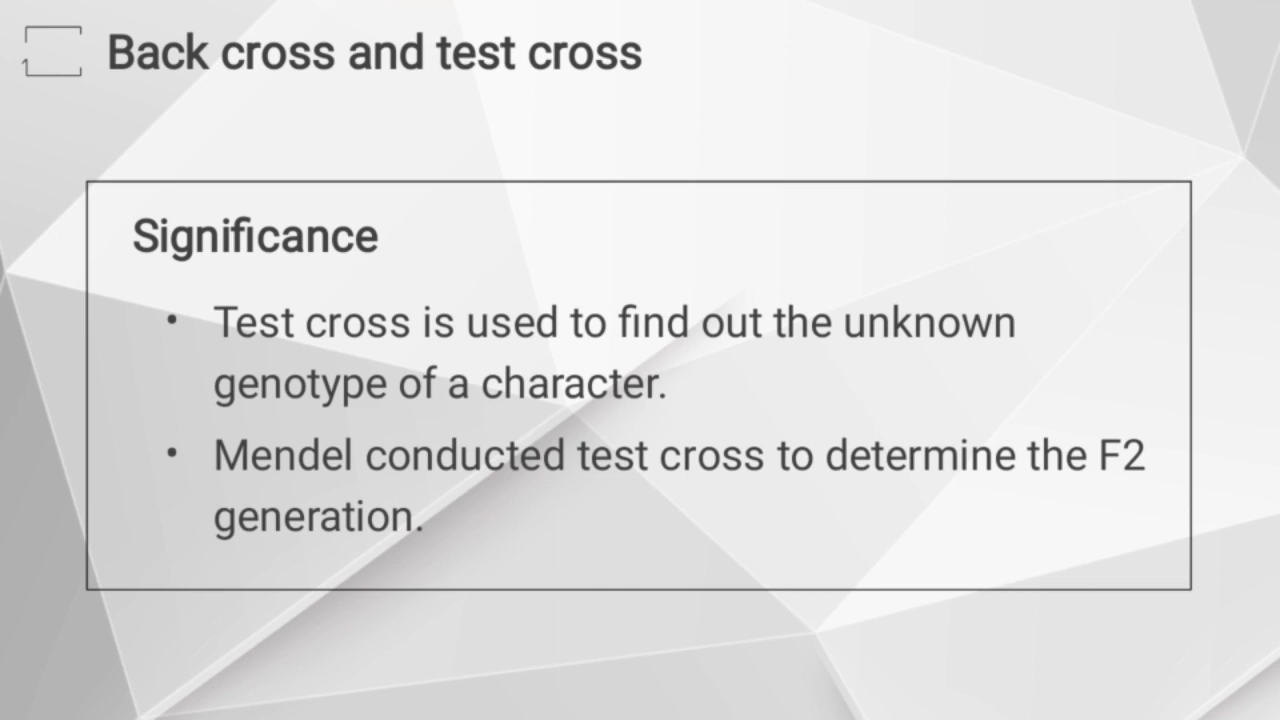 Back cross and test cross
Significance
• Test cross is used to find out the unknown
genotype of a character.
• Mendel conducted test cross to determine the F2
generation.